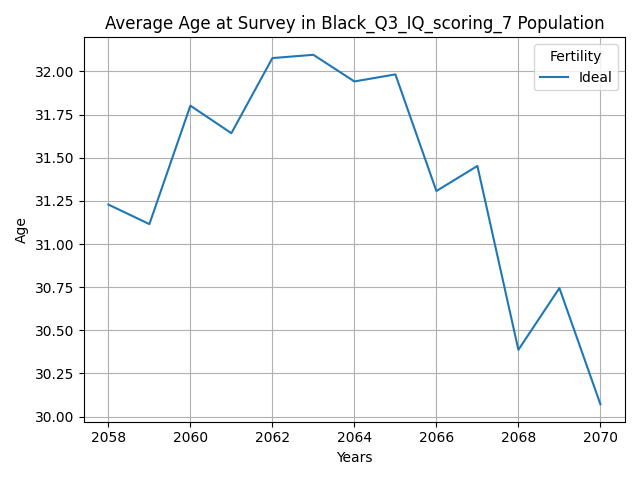 Average Age at Survey in Black_Q3_IQ_scoring_7 Population
Fertility
Ideal
32.00
31.75
31.50
31.25
31.00
30.75
30.50
30.25
30.00
Age
2058 2060 2062 2064 2066 2068 2070
Years